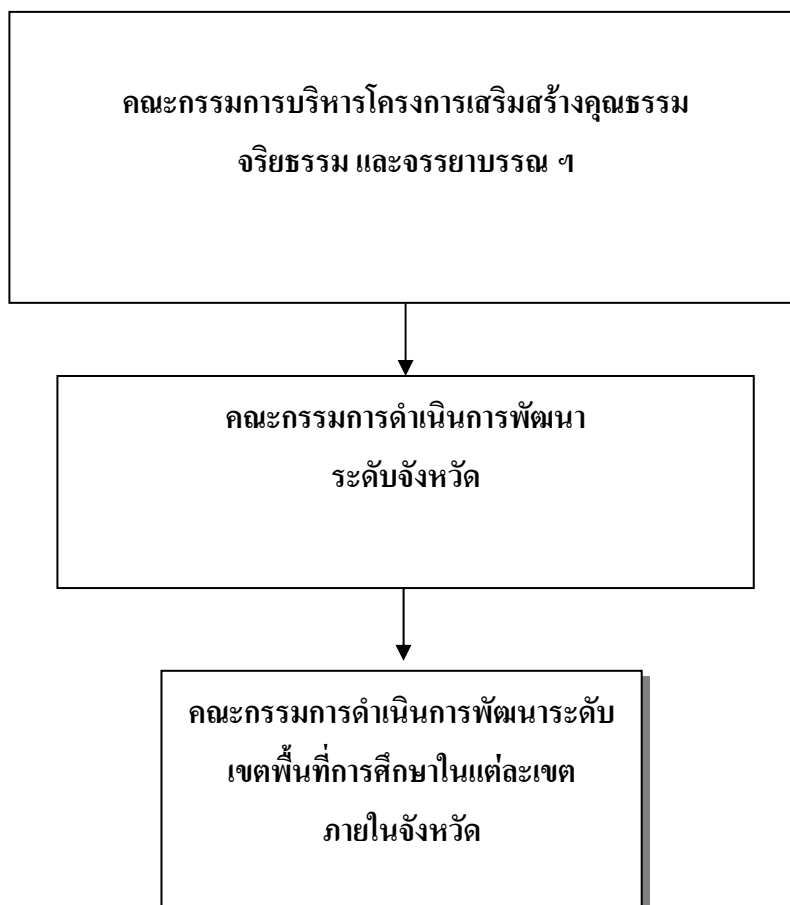 คณะกรรมการบริหารโครงการเสริมสร้างคุณธรรม
จริยธรรม และจรรยาบรรณ ฯ
คณะกรรมการดำเนินการพัฒนา
ระดับจังหวัด
คณะกรรมการดำเนินการพัฒนาระดับ
เขตพื้นที่การศึกษาในแต่ละเขต
ภายในจังหวัด